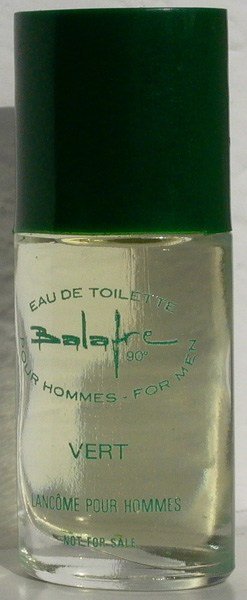 EAU DE TOILETTE
Balafre
90°
POUR HOMMES - FOR MEN
VERT
LANCÔME POUR HOMMES
NOT FOR SALE